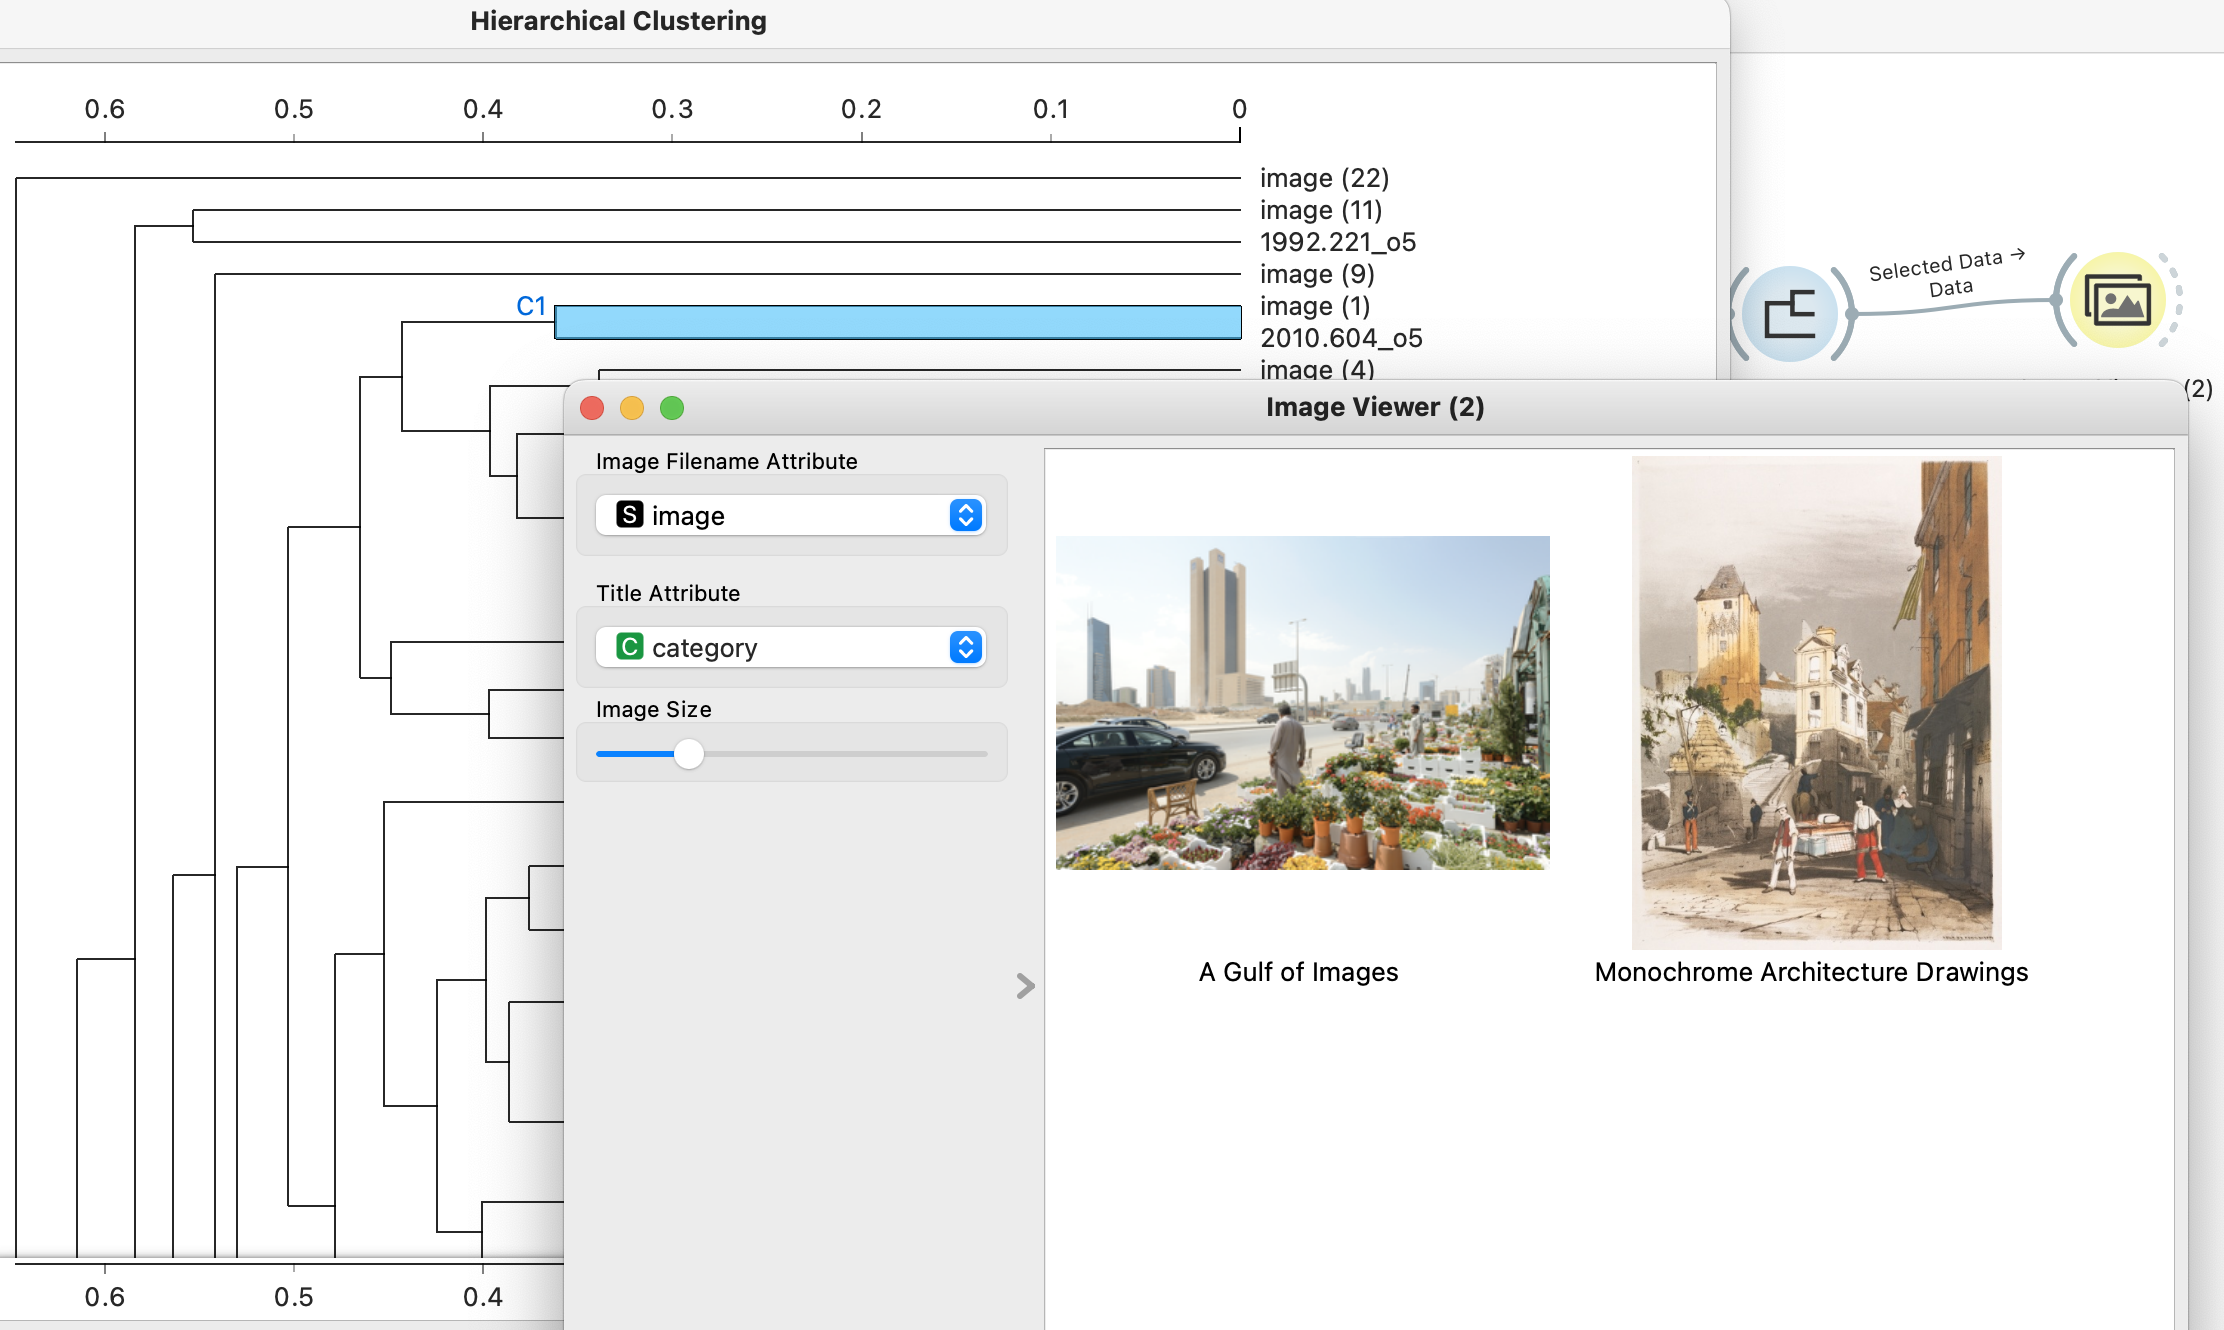 Hierarchical Clustering
0.6 0.5 0.4 0.3 0.2 0.1 0
image (22)
image (11)
1992.221_o5
image (9)
C1 image (1)
2010.604_o5
image (4)
Selected Data →
Data
(2)
Image Viewer (2)
Image Filename Attribute
S image
Title Attribute
C category
Image Size
A Gulf of Images
Monochrome Architecture Drawings
0.6 0.5 0.4